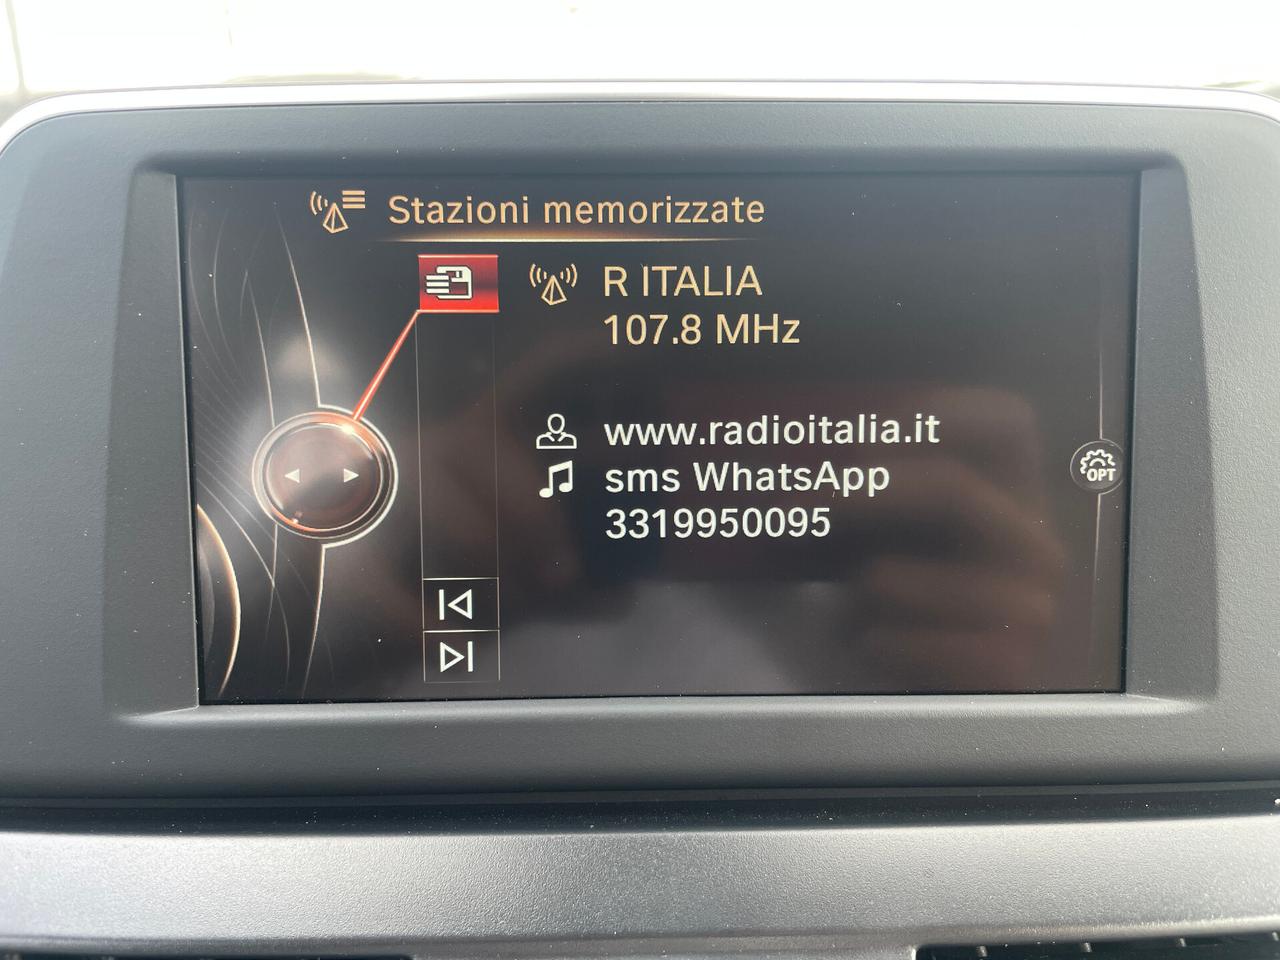 Stazioni memorizzate
R ITALIA
107.8 MHz
www.radioitalia.it
sms WhatsApp
3319950095
OPT